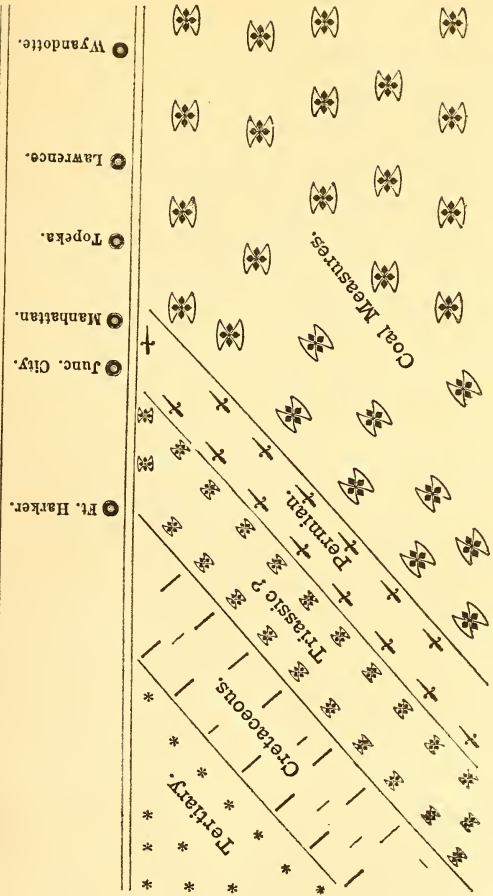 Wyandotte.
Lawrence.
Topeka.
Manhattan.
Junc. City.
Ft. Harker.
Coal Measures.
Permian.
Triassic ?
Cretaceous.
Tertiary.